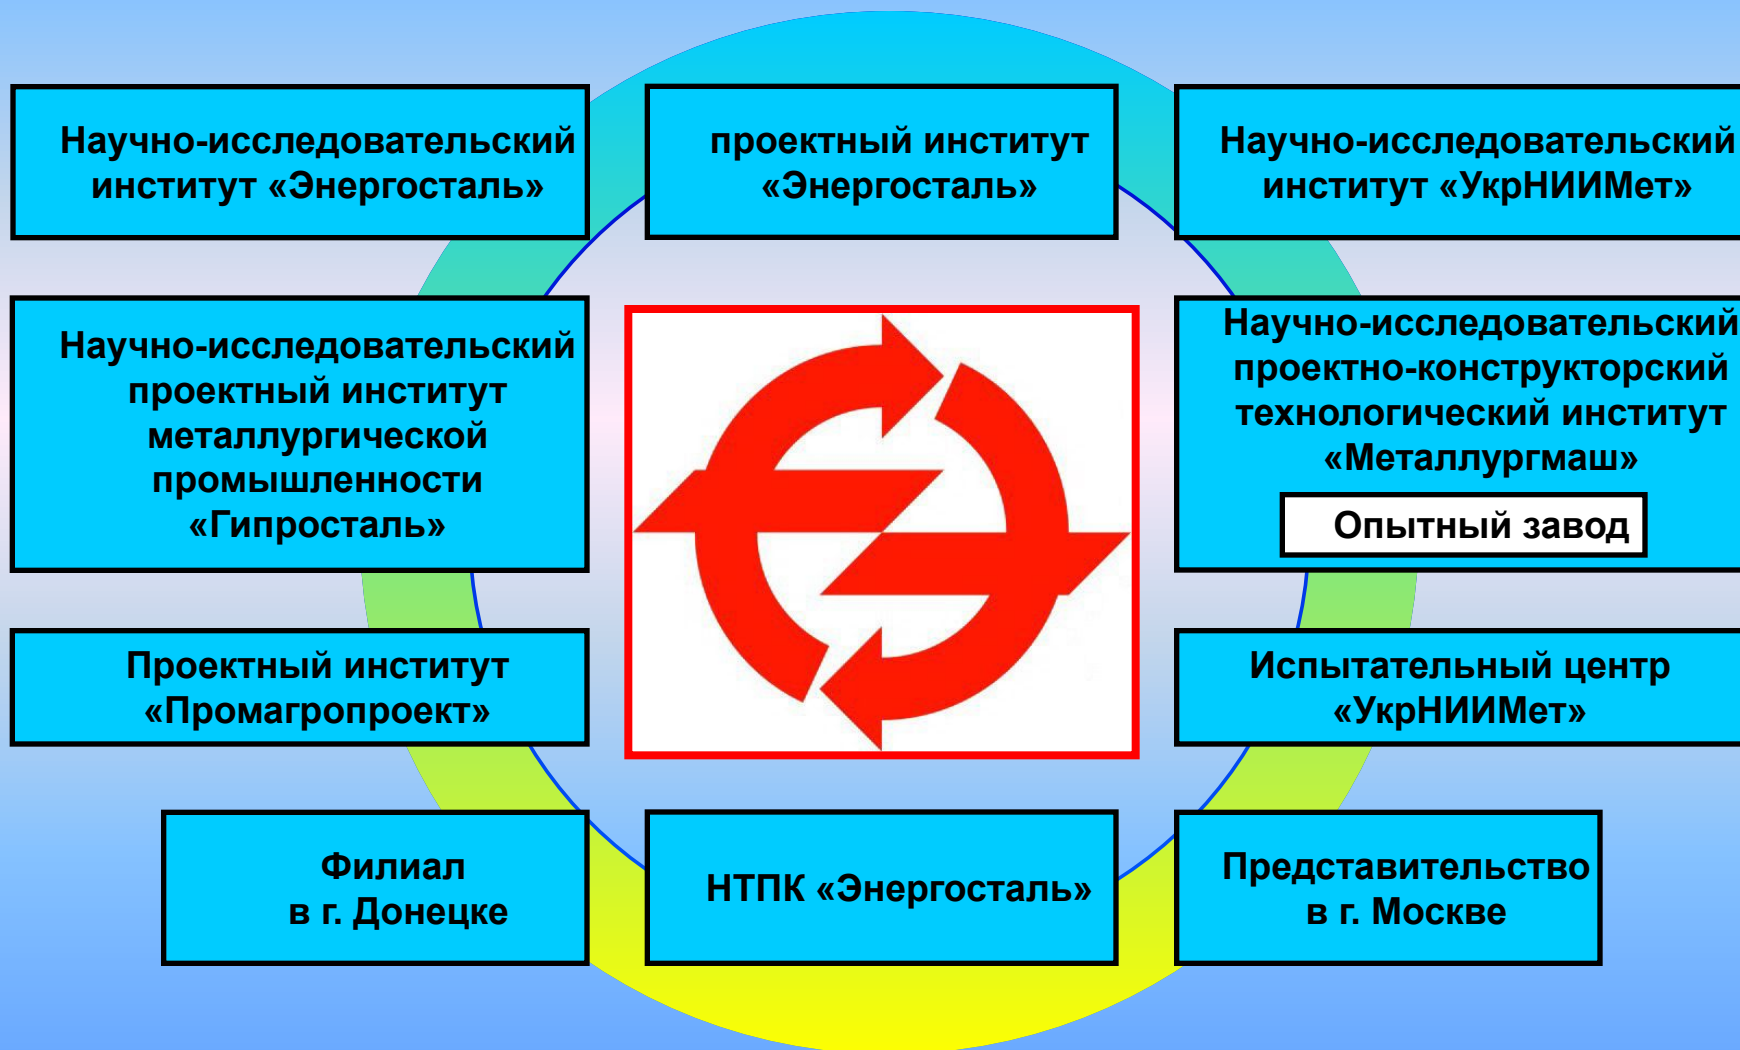 Научно-исследовательский
институт «Энергосталь»
проектный институт
«Энергосталь»
Научно-исследовательский
институт «УкрНИИМет»
Научно-исследовательский
проектный институт
металлургической
промышленности
«Гипросталь»
Научно-исследовательский
проектно-конструкторский
технологический институт
«Металлургмаш»
Опытный завод
Проектный институт
«Промагропроект»
Испытательный центр
«УкрНИИМет»
Филиал
в г. Донецке
НТПК «Энергосталь»
Представительство
в г. Москве